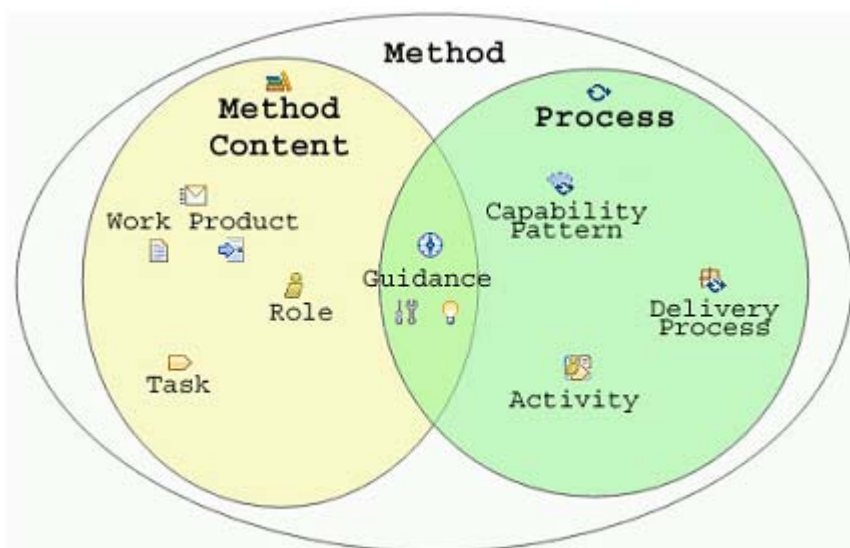 Method
Method
Content
Process
Work Product
Capability
Pattern
Guidance
Role
Delivery
Process
Task
Activity